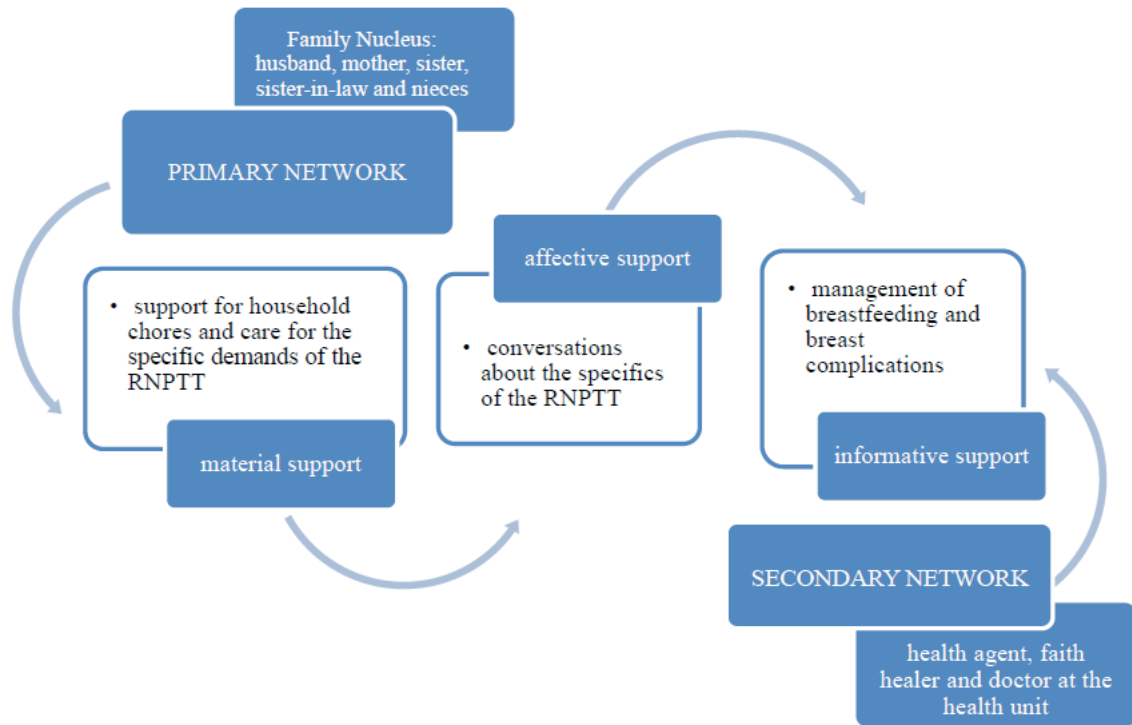 Family Nucleus:
husband, mother, sister,
sister-in-law and nieces
PRIMARY NETWORK
• support for household
chores and care for the
specific demands of the
RNPTT
material support
affective support
• conversations
about the specifics
of the RNPTT
• management of
breastfeeding and
breast
complications
informative support
SECONDARY NETWORK
health agent, faith
healer and doctor at the
health unit